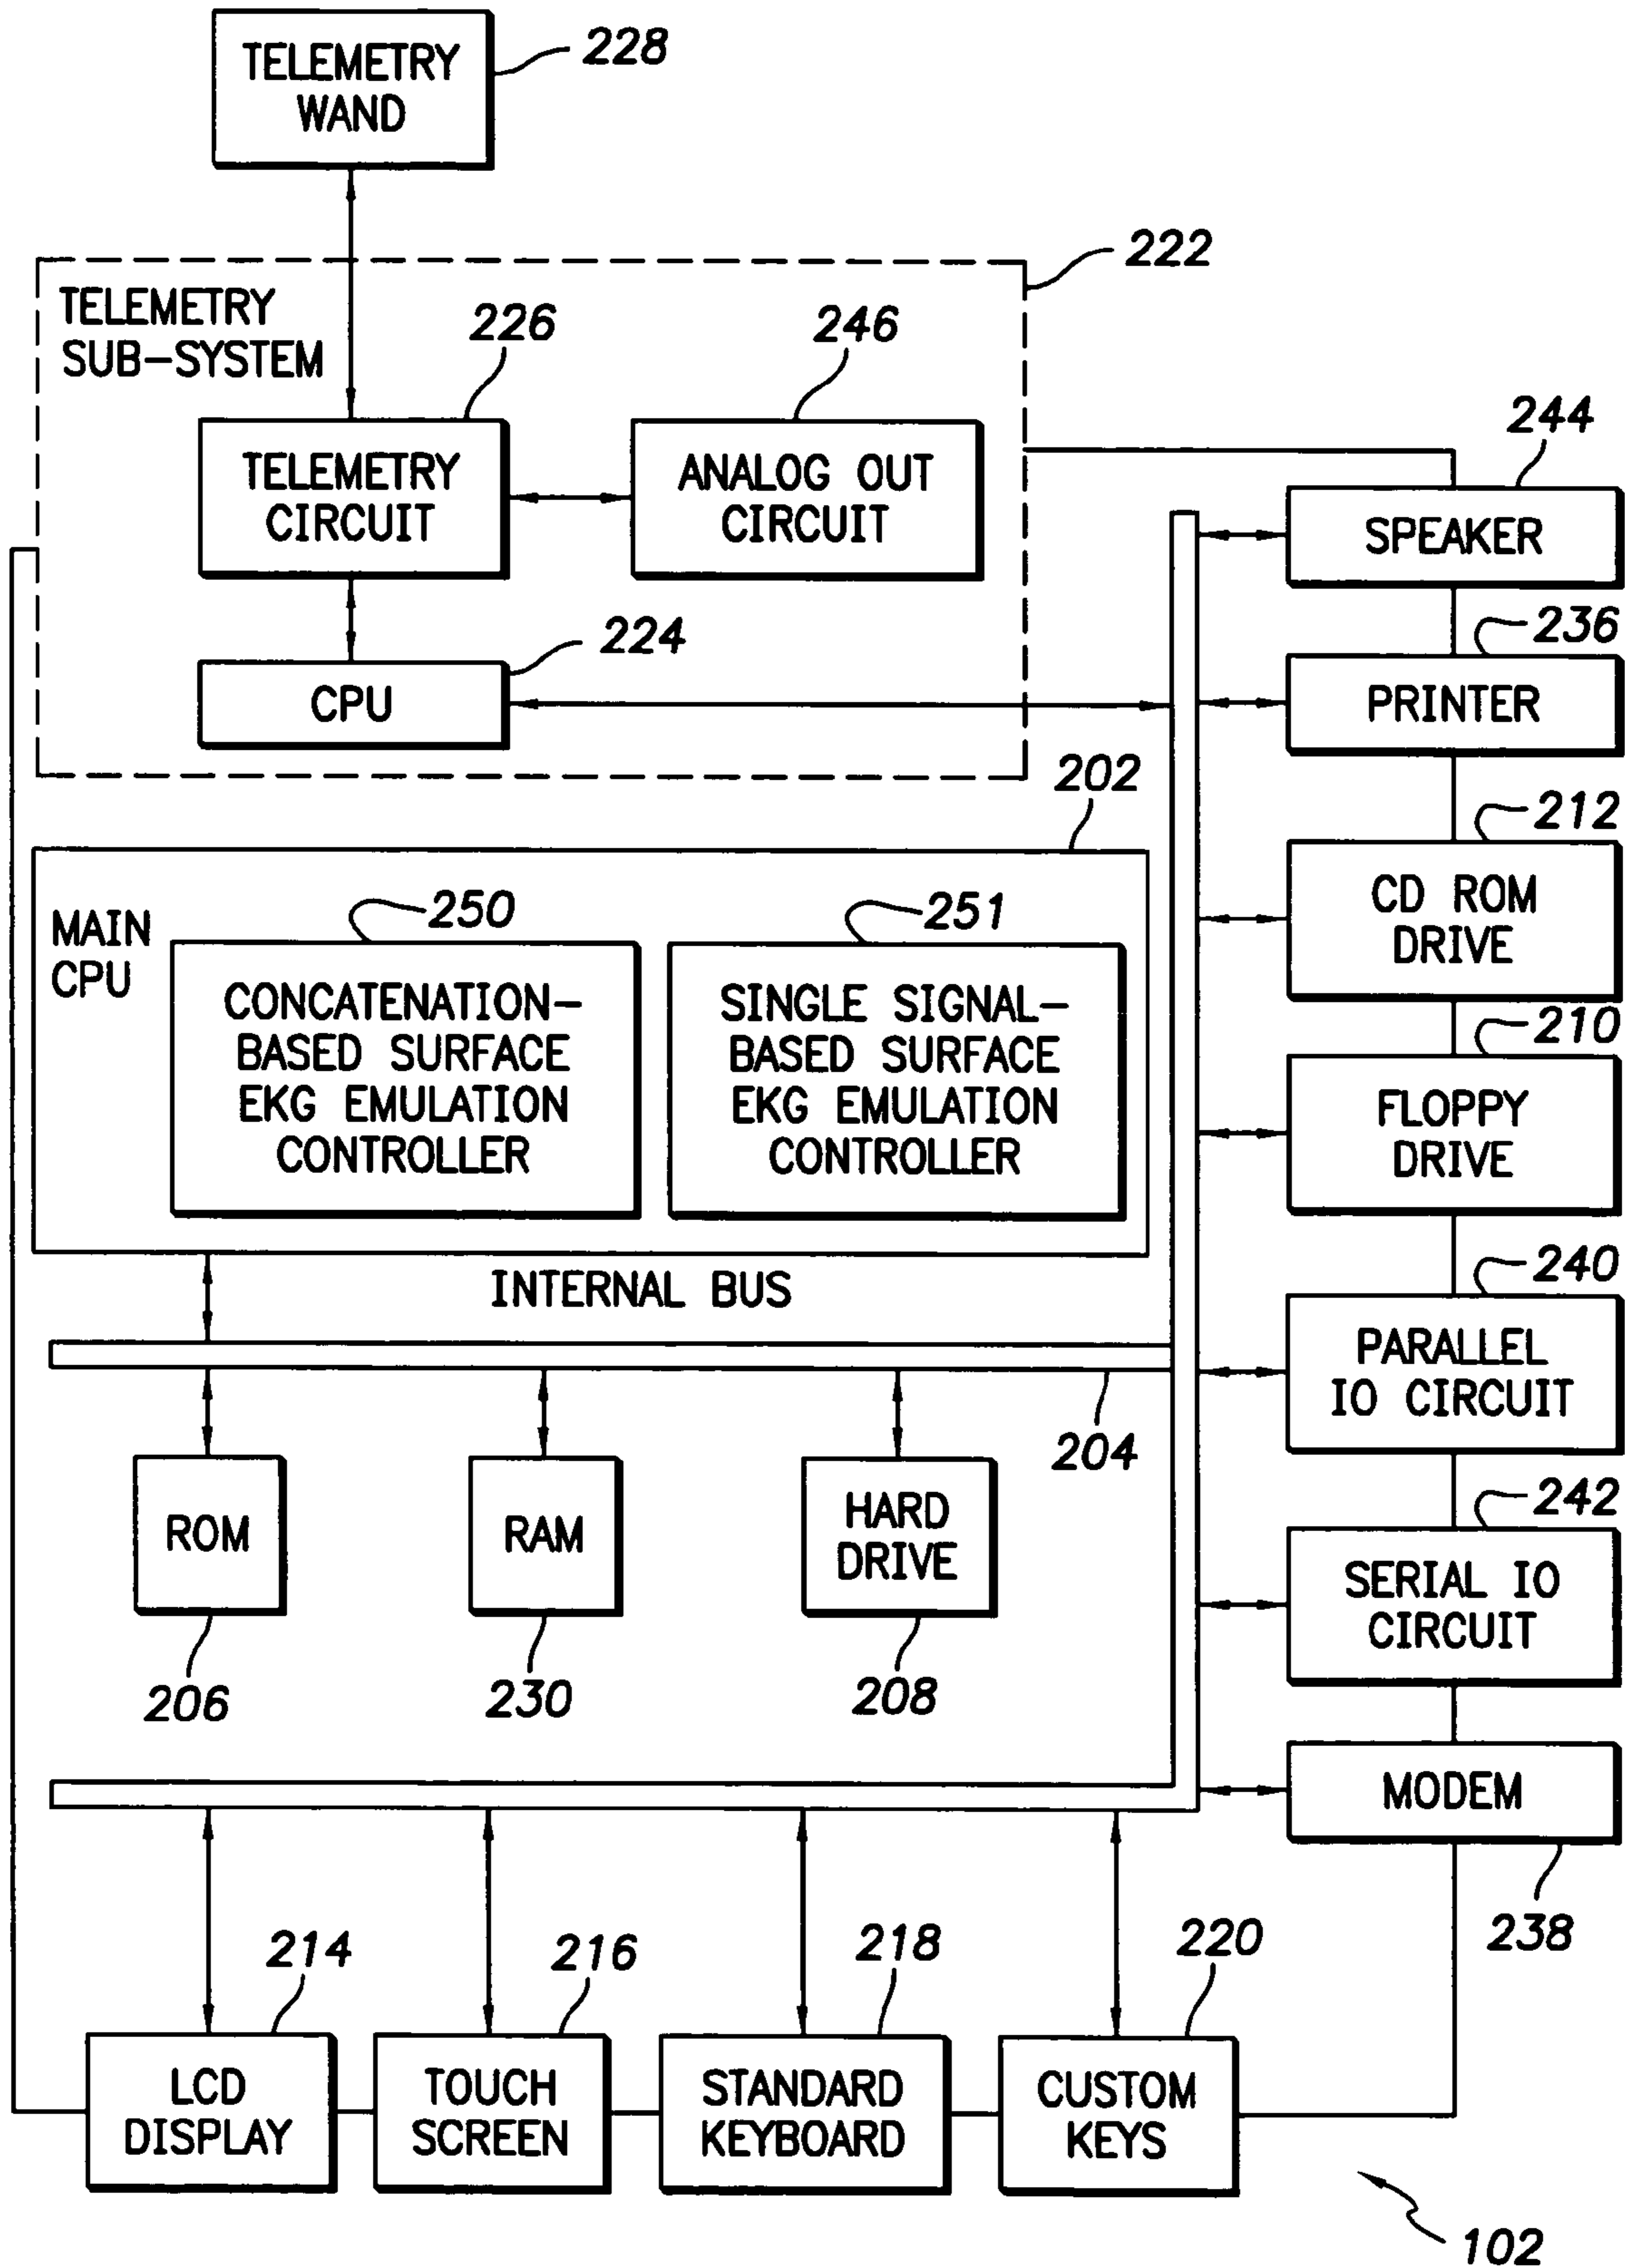 TELEMETRY
WAND
228
222
TELEMETRY
SUB-SYSTEM
226
246
TELEMETRY
CIRCUIT
ANALOG OUT
CIRCUIT
224
CPU
244
SPEAKER
236
PRINTER
202
212
CD ROM
DRIVE
MAIN
CPU
250
CONCATENATION-
BASED SURFACE
EKG EMULATION
CONTROLLER
251
SINGLE SIGNAL-
BASED SURFACE
EKG EMULATION
CONTROLLER
210
FLOPPY
DRIVE
INTERNAL BUS
240
PARALLEL
IO CIRCUIT
204
ROM
RAM
HARD
DRIVE
206
230
208
242
SERIAL IO
CIRCUIT
MODEM
238
214
216
218
220
LCD
DISPLAY
TOUCH
SCREEN
STANDARD
KEYBOARD
CUSTOM
KEYS
102